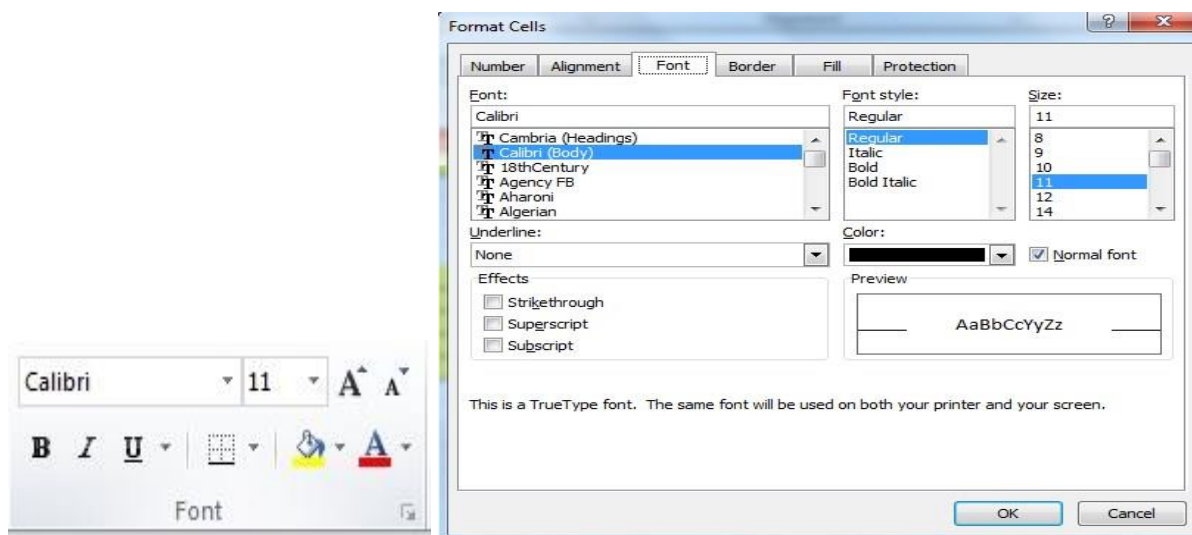 Calibri 11 A A
B I U A
Font
Format Cells
Number Alignment Font Border Fill Protection
Font: Font style: Size:
Calibri Regular 11
Cambria (Headings) Regular 8
Calibri (Body) Italic 9
18thCentury Bold 10
Agency FB Bold Italic 11
Aharoni 12
Algerian 14
Underline: Color:
None Normal font
Effects Preview
Strikethrough
Superscript AaBbCcYyZz
Subscript
This is a TrueType font. The same font will be used on both your printer and your screen.
OK Cancel